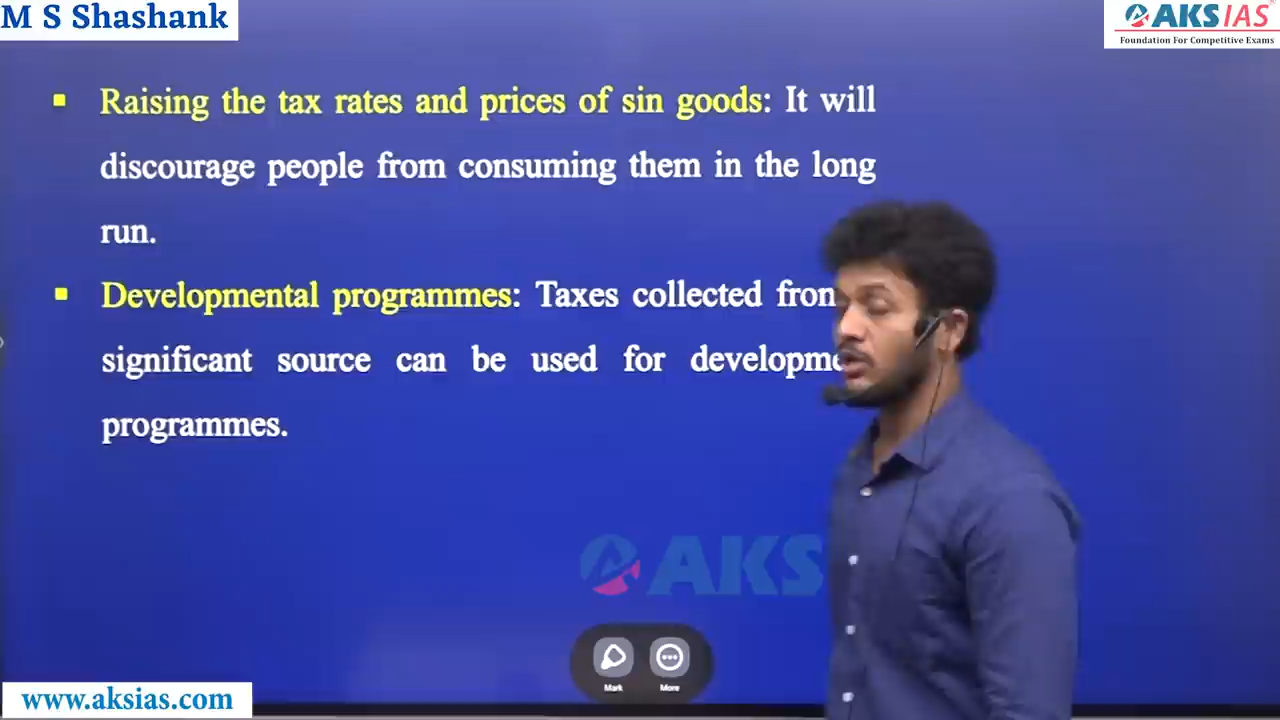 M S Shashank
AKS IAS
Foundation For Competitive Exams
▪ Raising the tax rates and prices of sin goods: It will
discourage people from consuming them in the long
run.
▪ Developmental programmes: Taxes collected from
significant source can be used for
programmes.
AKS
Mark More
www.aksias.com